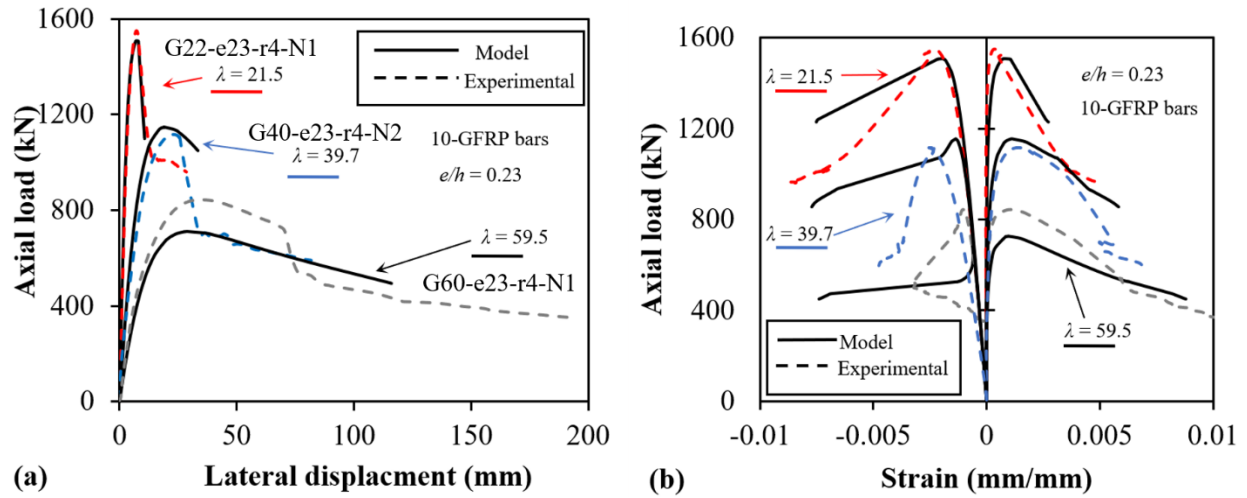 1600
1200
800
400
0
Axial load (kN)
G22-e23-r4-N1
λ = 21.5
G40-e23-r4-N2
λ = 39.7
Model
Experimental
10-GFRP bars
e/h = 0.23
λ = 59.5
G60-e23-r4-N1
0 50 100 150 200
(a) Lateral displacment (mm)
1600
1200
800
400
0
Axial load (kN)
λ = 21.5
e/h = 0.23
10-GFRP bars
λ = 39.7
λ = 59.5
Model
Experimental
-0.01 -0.005 0 0.005 0.01
(b) Strain (mm/mm)